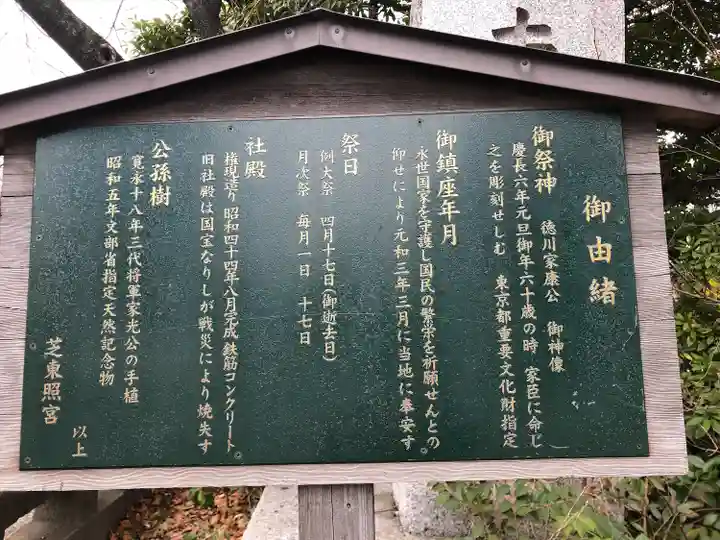 御由緒
御祭神 徳川家康公 御神像
慶長六年元旦御年六十歳の時 家臣に命じ
之を彫刻せしむ 東京都重要文化財指定
御鎮座年月
永世国家を守護し国民の繁栄を祈願せんとの
仰せにより元和三年三月に当地に奉安す
祭日
例大祭 四月十七日(御逝去日)
月次祭 毎月一日 十七日
社殿
権現造り 昭和四十四年八月完成 鉄筋コンクリート
旧社殿は国宝なりしが戦災により焼失す
公孫樹
寛永十八年三代将軍家光公の手植
昭和五年文部省指定天然記念物
以上
芝東照宮